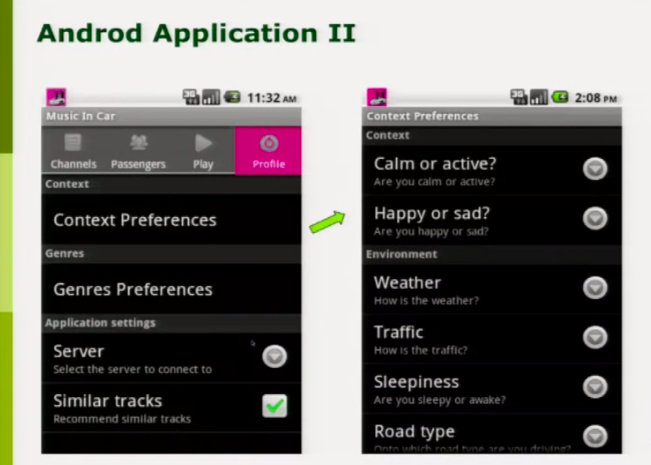 Androd Application II
3G 11:32 AM
Music In Car
Channels Passengers Play Profile
Context
Context Preferences
Genres
Genres Preferences
Application settings
Server
Select the server to connect to
Similar tracks
Recommend similar tracks
3G 2:08 PM
Context Preferences
Context
Calm or active?
Are you calm or active?
Happy or sad?
Are you happy or sad?
Environment
Weather
How is the weather?
Traffic
How is the traffic?
Sleepiness
Are you sleepy or awake?
Road type
Onto which road type are you driving?